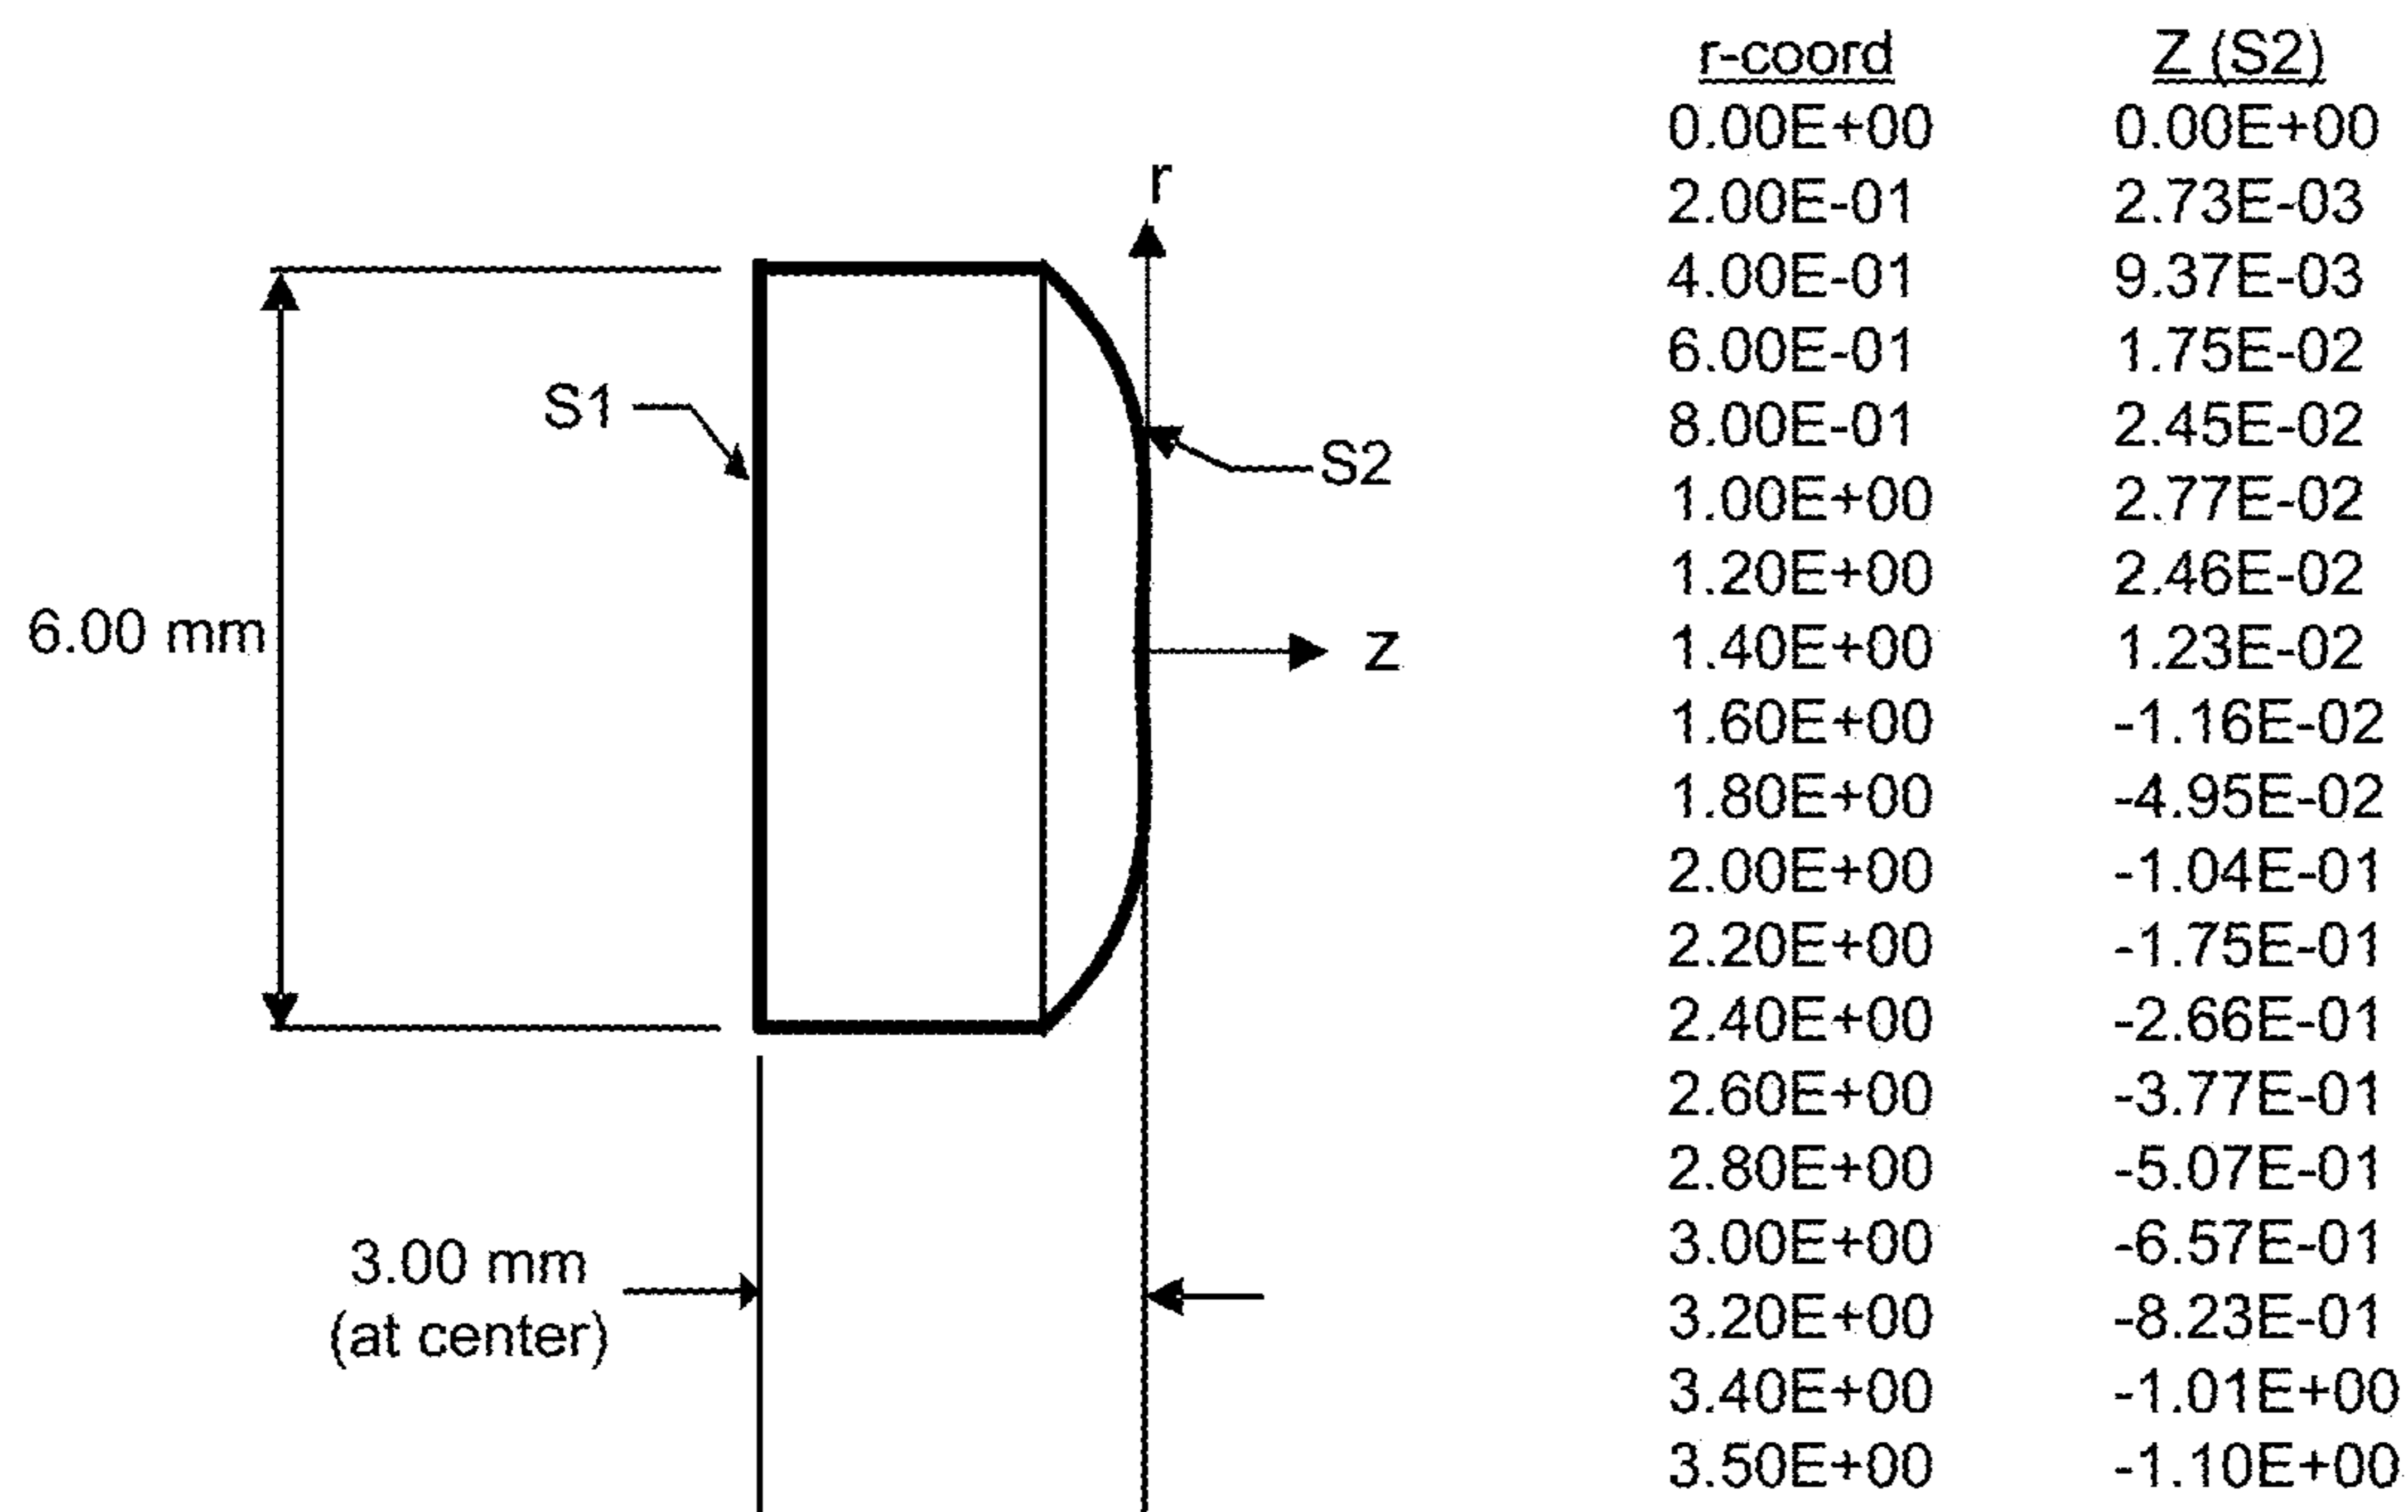 r
S1
S2
6.00 mm
z
3.00 mm
(at center)
r-coord Z (S2)
0.00E+00 0.00E+00
2.00E-01 2.73E-03
4.00E-01 9.37E-03
6.00E-01 1.75E-02
8.00E-01 2.45E-02
1.00E+00 2.77E-02
1.20E+00 2.46E-02
1.40E+00 1.23E-02
1.60E+00 -1.16E-02
1.80E+00 -4.95E-02
2.00E+00 -1.04E-01
2.20E+00 -1.75E-01
2.40E+00 -2.66E-01
2.60E+00 -3.77E-01
2.80E+00 -5.07E-01
3.00E+00 -6.57E-01
3.20E+00 -8.23E-01
3.40E+00 -1.01E+00
3.50E+00 -1.10E+00